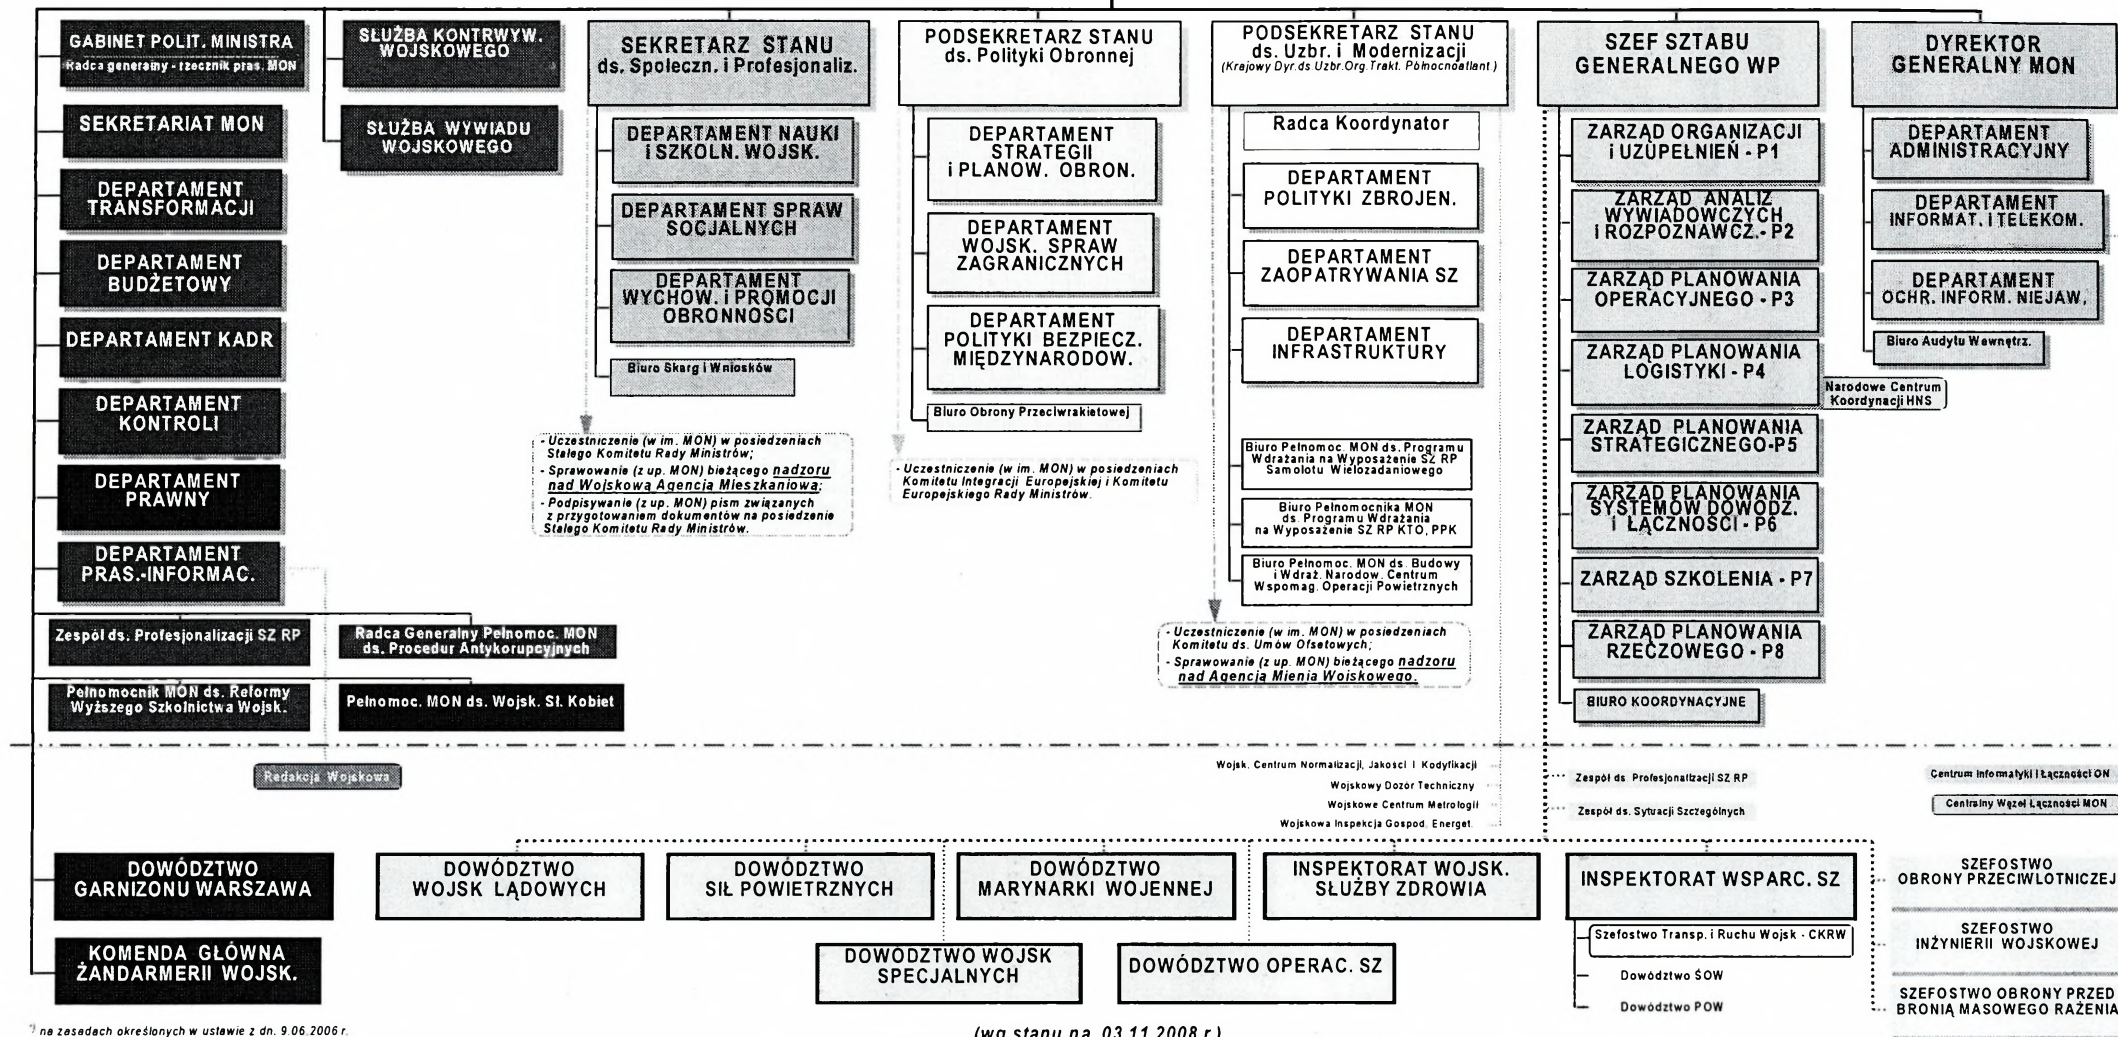 GABINET POLIT. MINISTRA
Radca generalny - rzecznik pras. MON
SEKRETARIAT MON
DEPARTAMENT
TRANSFORMACJI
DEPARTAMENT
BUDŻETOWY
DEPARTAMENT KADR
DEPARTAMENT
KONTROLI
DEPARTAMENT
PRAWNY
DEPARTAMENT
PRAS.-INFORMAC.
Zespół ds. Profesjonalizacji SZ RP
Radca Generalny Pełnomoc. MON
ds. Procedur Antykorupcyjnych
Pełnomocnik MON ds. Reformy
Wyższego Szkolnictwa Wojsk.
Pełnomoc. MON ds. Wojsk. Sł. Kobiet
SŁUŻBA KONTRWYW.
WOJSKOWEGO
SŁUŻBA WYWIADU
WOJSKOWEGO
SEKRETARZ STANU
ds. Społeczn. i Profesjonaliz.
DEPARTAMENT NAUKI
i SZKOLN. WOJSK.
DEPARTAMENT SPRAW
SOCJALNYCH
DEPARTAMENT
WYCHOW. i PROMOCJI
OBRONNOŚCI
Biuro Skarg i Wniosków
- Uczestniczenie (w im. MON) w posiedzeniach
Stałego Komitetu Rady Ministrów;
- Sprawowanie (z up. MON) bieżącego nadzoru
nad Wojskową Agencją Mieszkaniową;
- Podpisywanie (z up. MON) pism związanych
z przygotowaniem dokumentów na posiedzenie
Stałego Komitetu Rady Ministrów.
PODSEKRETARZ STANU
ds. Polityki Obronnej
DEPARTAMENT
STRATEGII
i PLANOW. OBRON.
DEPARTAMENT
WOJSK. SPRAW
ZAGRANICZNYCH
DEPARTAMENT
POLITYKI BEZPIECZ.
MIĘDZYNARODOW.
Biuro Obrony Przeciwrakietowej
- Uczestniczenie (w im. MON) w posiedzeniach
Komitetu Integracji Europejskiej i Komitetu
Europejskiego Rady Ministrów.
PODSEKRETARZ STANU
ds. Uzbr. i Modernizacji
(Krajowy Dyr.ds.Uzbr.Org.Trakt. Północnoatlant.)
Radca Koordynator
DEPARTAMENT
POLITYKI ZBROJEN.
DEPARTAMENT
ZAOPATRYWANIA SZ
DEPARTAMENT
INFRASTRUKTURY
Biuro Pełnomoc. MON ds. Programu
Wdrażania na Wyposażenie SZ RP
Samolotu Wielozadaniowego
Biuro Pełnomocnika MON
ds. Programu Wdrażania
na Wyposażenie SZ RP KTO, PPK
Biuro Pełnomoc. MON ds. Budowy
i Wdraż. Narodow. Centrum
Wspomag. Operacji Powietrznych
- Uczestniczenie (w im. MON) w posiedzeniach
Komitetu ds. Umów Ofsetowych;
- Sprawowanie (z up. MON) bieżącego nadzoru
nad Agencją Mienia Wojskowego.
SZEF SZTABU
GENERALNEGO WP
ZARZĄD ORGANIZACJI
i UZUPEŁNIEŃ - P1
ZARZĄD ANALIZ
WYWIADOWCZYCH
i ROZPOZNAWCZ.- P2
ZARZĄD PLANOWANIA
OPERACYJNEGO - P3
ZARZĄD PLANOWANIA
LOGISTYKI - P4
Narodowe Centrum
Koordynacji HNS
ZARZĄD PLANOWANIA
STRATEGICZNEGO-P5
ZARZĄD PLANOWANIA
SYSTEMÓW DOWODZ.
I ŁĄCZNOŚCI - P6
ZARZĄD SZKOLENIA - P7
ZARZĄD PLANOWANIA
RZECZOWEGO - P8
BIURO KOORDYNACYJNE
DYREKTOR
GENERALNY MON
DEPARTAMENT
ADMINISTRACYJNY
DEPARTAMENT
INFORMAT. I TELEKOM.
DEPARTAMENT
OCHR. INFORM. NIEJAW.
Biuro Audytu Wewnętrz.
Redakcja Wojskowa
Wojsk. Centrum Normalizacji, Jakości i Kodyfikacji
Wojskowy Dozór Techniczny
Wojskowe Centrum Metrologii
Wojskowa Inspekcja Gospod. Energet.
Zespół ds. Profesjonalizacji SZ RP
Zespół ds. Sytuacji Szczególnych
Centrum Informatyki i Łączności ON
Centralny Węzeł Łączności MON
DOWÓDZTWO
GARNIZONU WARSZAWA
KOMENDA GŁÓWNA
ŻANDARMERII WOJSK.
DOWÓDZTWO
WOJSK LĄDOWYCH
DOWÓDZTWO
SIŁ POWIETRZNYCH
DOWÓDZTWO
MARYNARKI WOJENNEJ
INSPEKTORAT WOJSK.
SŁUŻBY ZDROWIA
INSPEKTORAT WSPARC. SZ
DOWÓDZTWO WOJSK
SPECJALNYCH
DOWÓDZTWO OPERAC. SZ
Szefostwo Transp. i Ruchu Wojsk - CKRW
Dowództwo ŚOW
Dowództwo POW
SZEFOSTWO
OBRONY PRZECIWLOTNICZEJ
SZEFOSTWO
INŻYNIERII WOJSKOWEJ
SZEFOSTWO OBRONY PRZED
BRONIĄ MASOWEGO RAŻENIA
*) na zasadach określonych w ustawie z dn. 9.06.2006 r.
(wg stanu na 03.11.2008 r.)